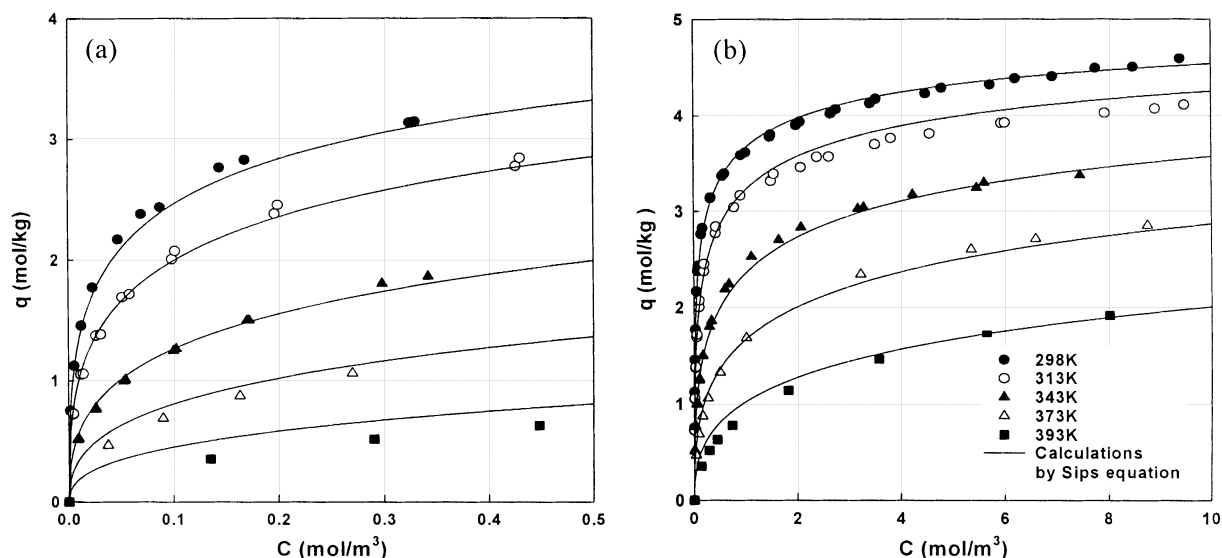 (a)
q (mol/kg)
4
3
2
1
0
0.0 0.1 0.2 0.3 0.4 0.5
C (mol/m³)
(b)
q (mol/kg)
5
4
3
2
1
0
0 2 4 6 8 10
C (mol/m³)
298K
313K
343K
373K
393K
Calculations
by Sips equation